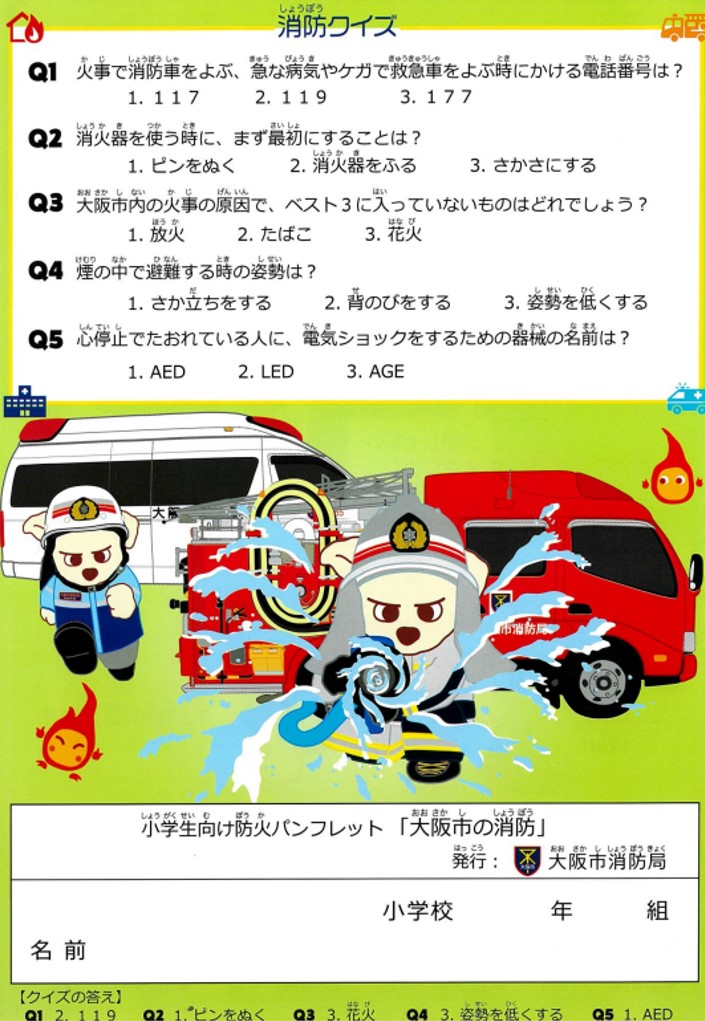 消防クイズ
Q1 火事で消防車をよぶ、急な病気やケガで救急車をよぶ時にかける電話番号は？
1. 117 2. 119 3. 177
Q2 消火器を使う時に、まず最初にすることは？
1. ピンをぬく 2. 消火器をふる 3. さかさにする
Q3 大阪市内の火事の原因で、ベスト3に入っていないものはどれでしょう？
1. 放火 2. たばこ 3. 花火
Q4 煙の中で避難する時の姿勢は？
1. さか立ちをする 2. 背のびをする 3. 姿勢を低くする
Q5 心停止でたおれている人に、電気ショックをするための器械の名前は？
1. AED 2. LED 3. AGE
大阪
市消防局
小学生向け防火パンフレット「大阪市の消防」
発行： 大阪市消防局
小学校 年 組
名前
【クイズの答え】
Q1 2. 119 Q2 1. ピンをぬく Q3 3. 花火 Q4 3. 姿勢を低くする Q5 1. AED